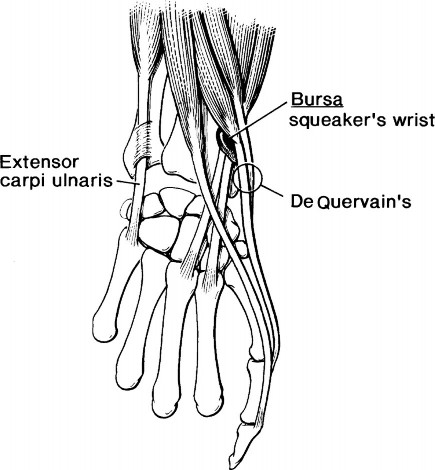 Bursa
squeaker's wrist
Extensor
carpi ulnaris
De Quervain's